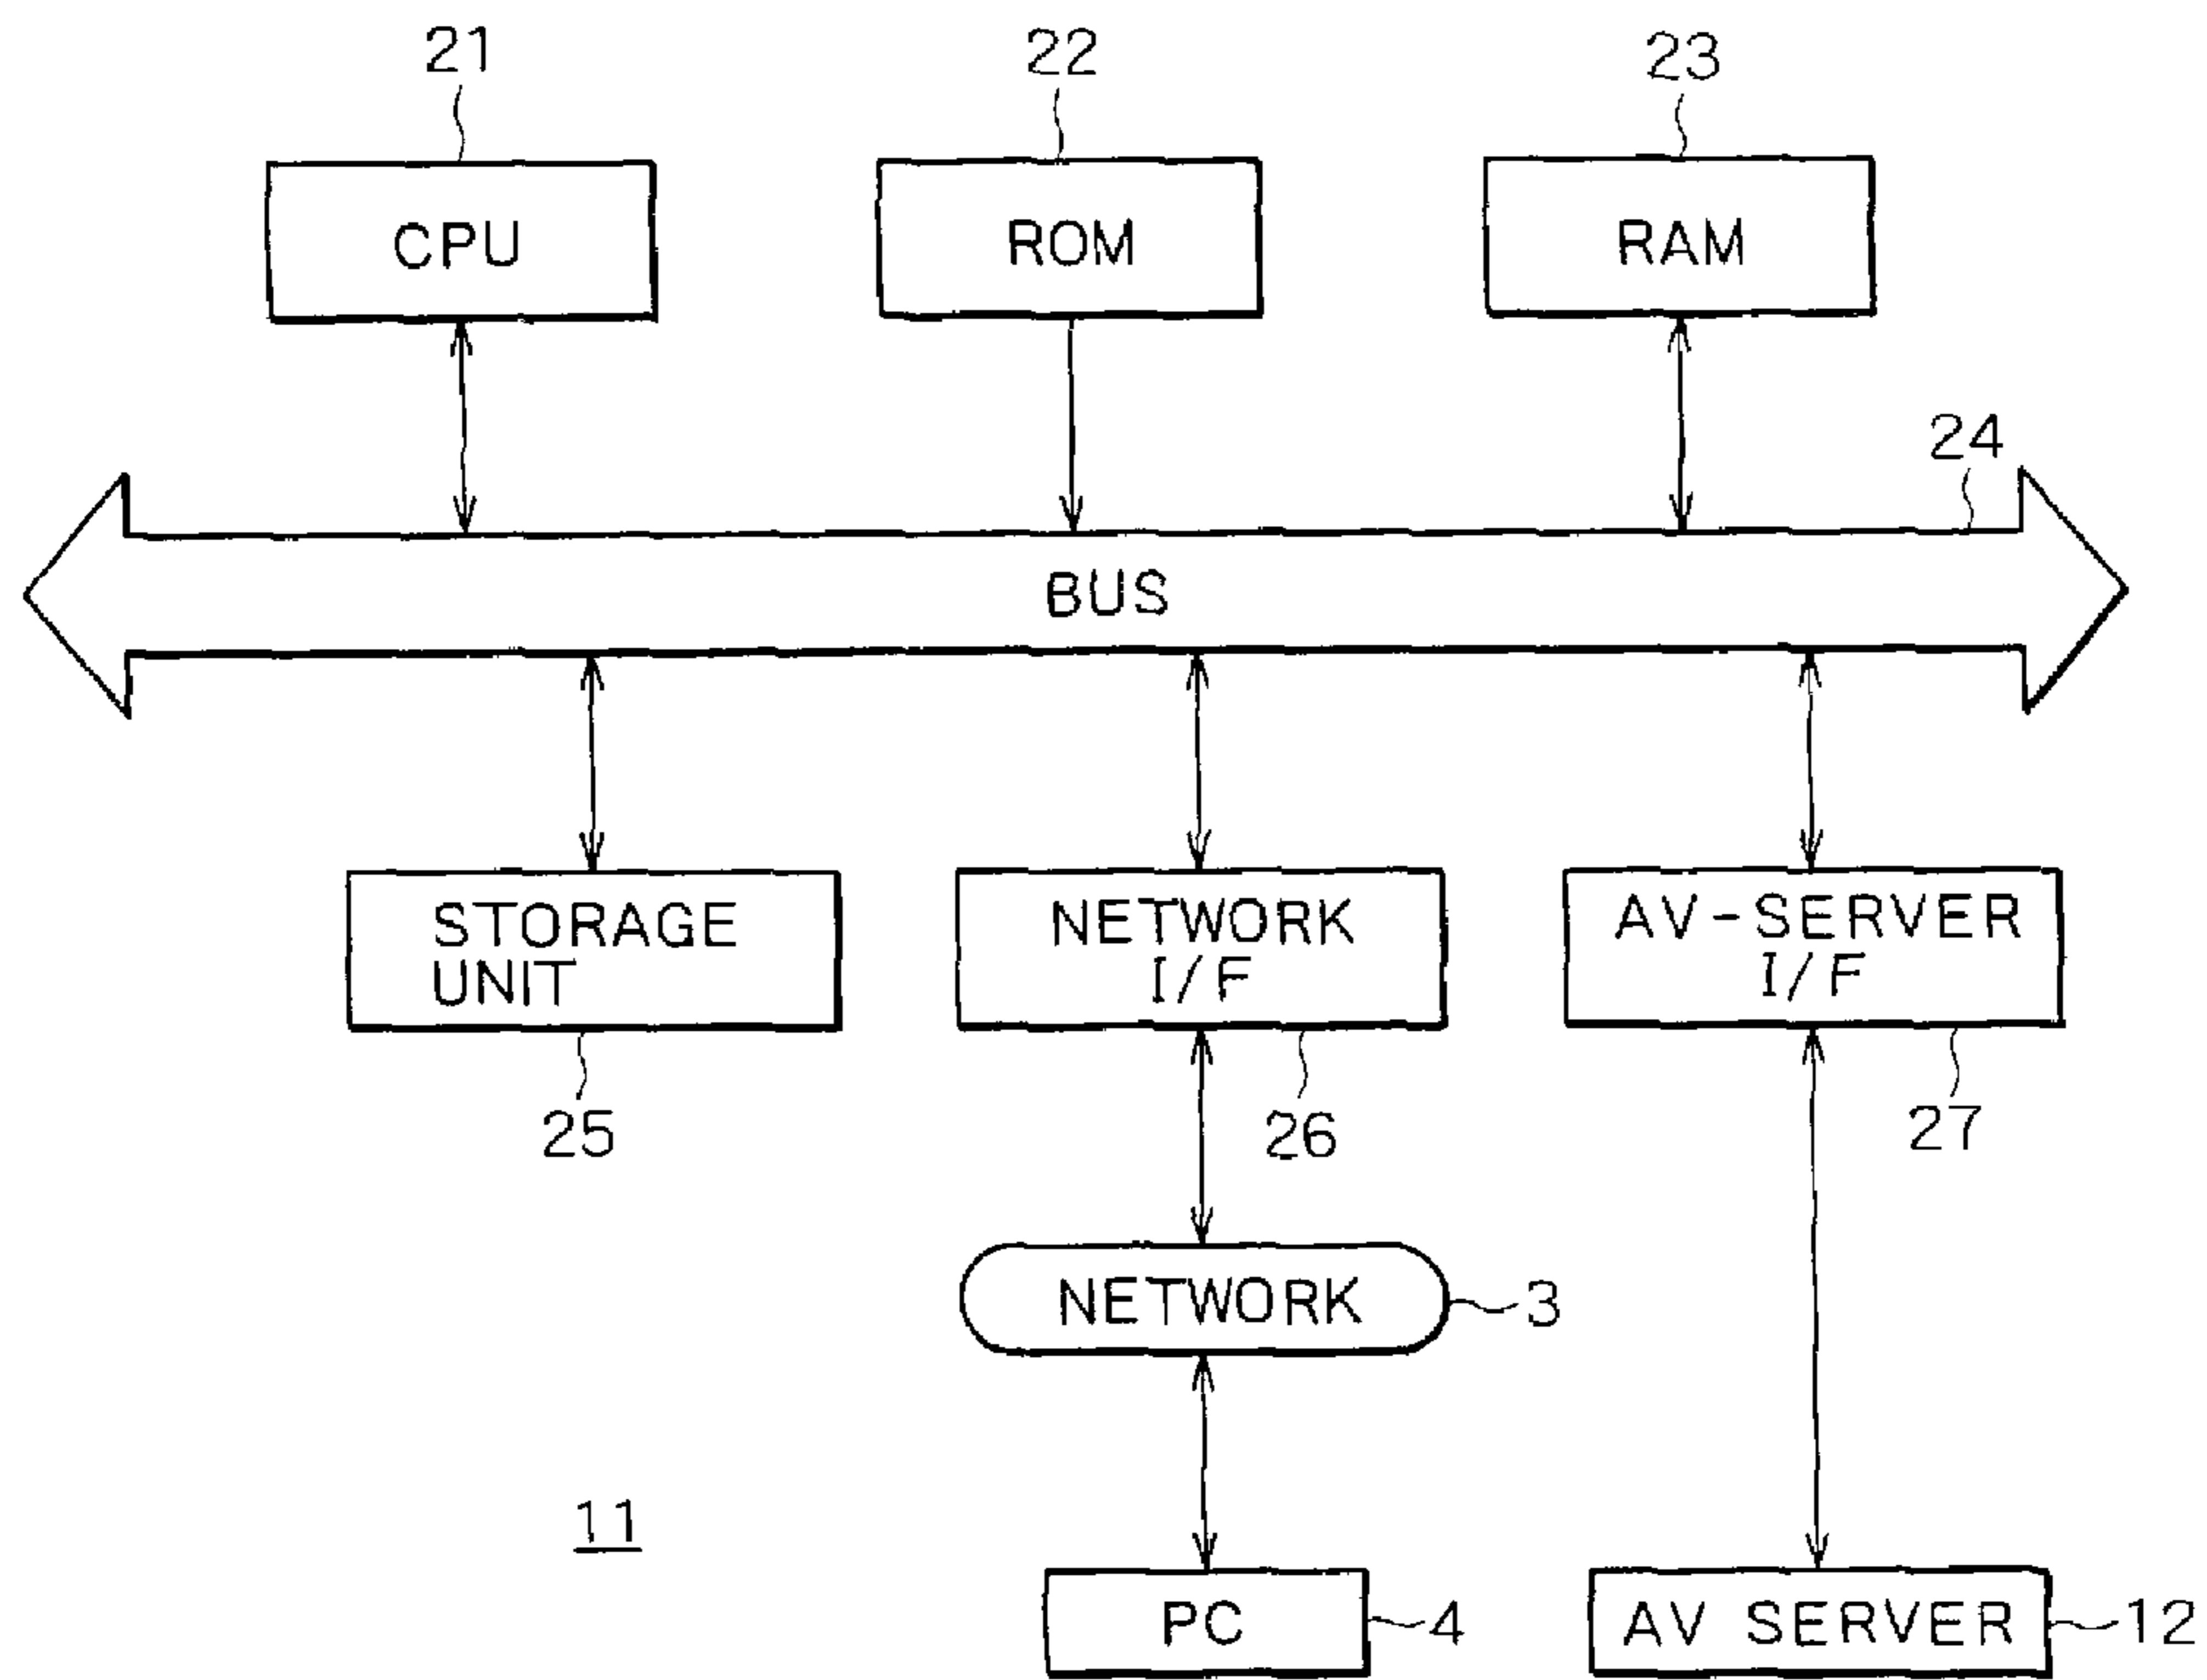 21
22
23
CPU
ROM
RAM
24
BUS
STORAGE
UNIT
NETWORK
I/F
AV-SERVER
I/F
25
26
27
NETWORK
3
11
PC
4
AV SERVER
12